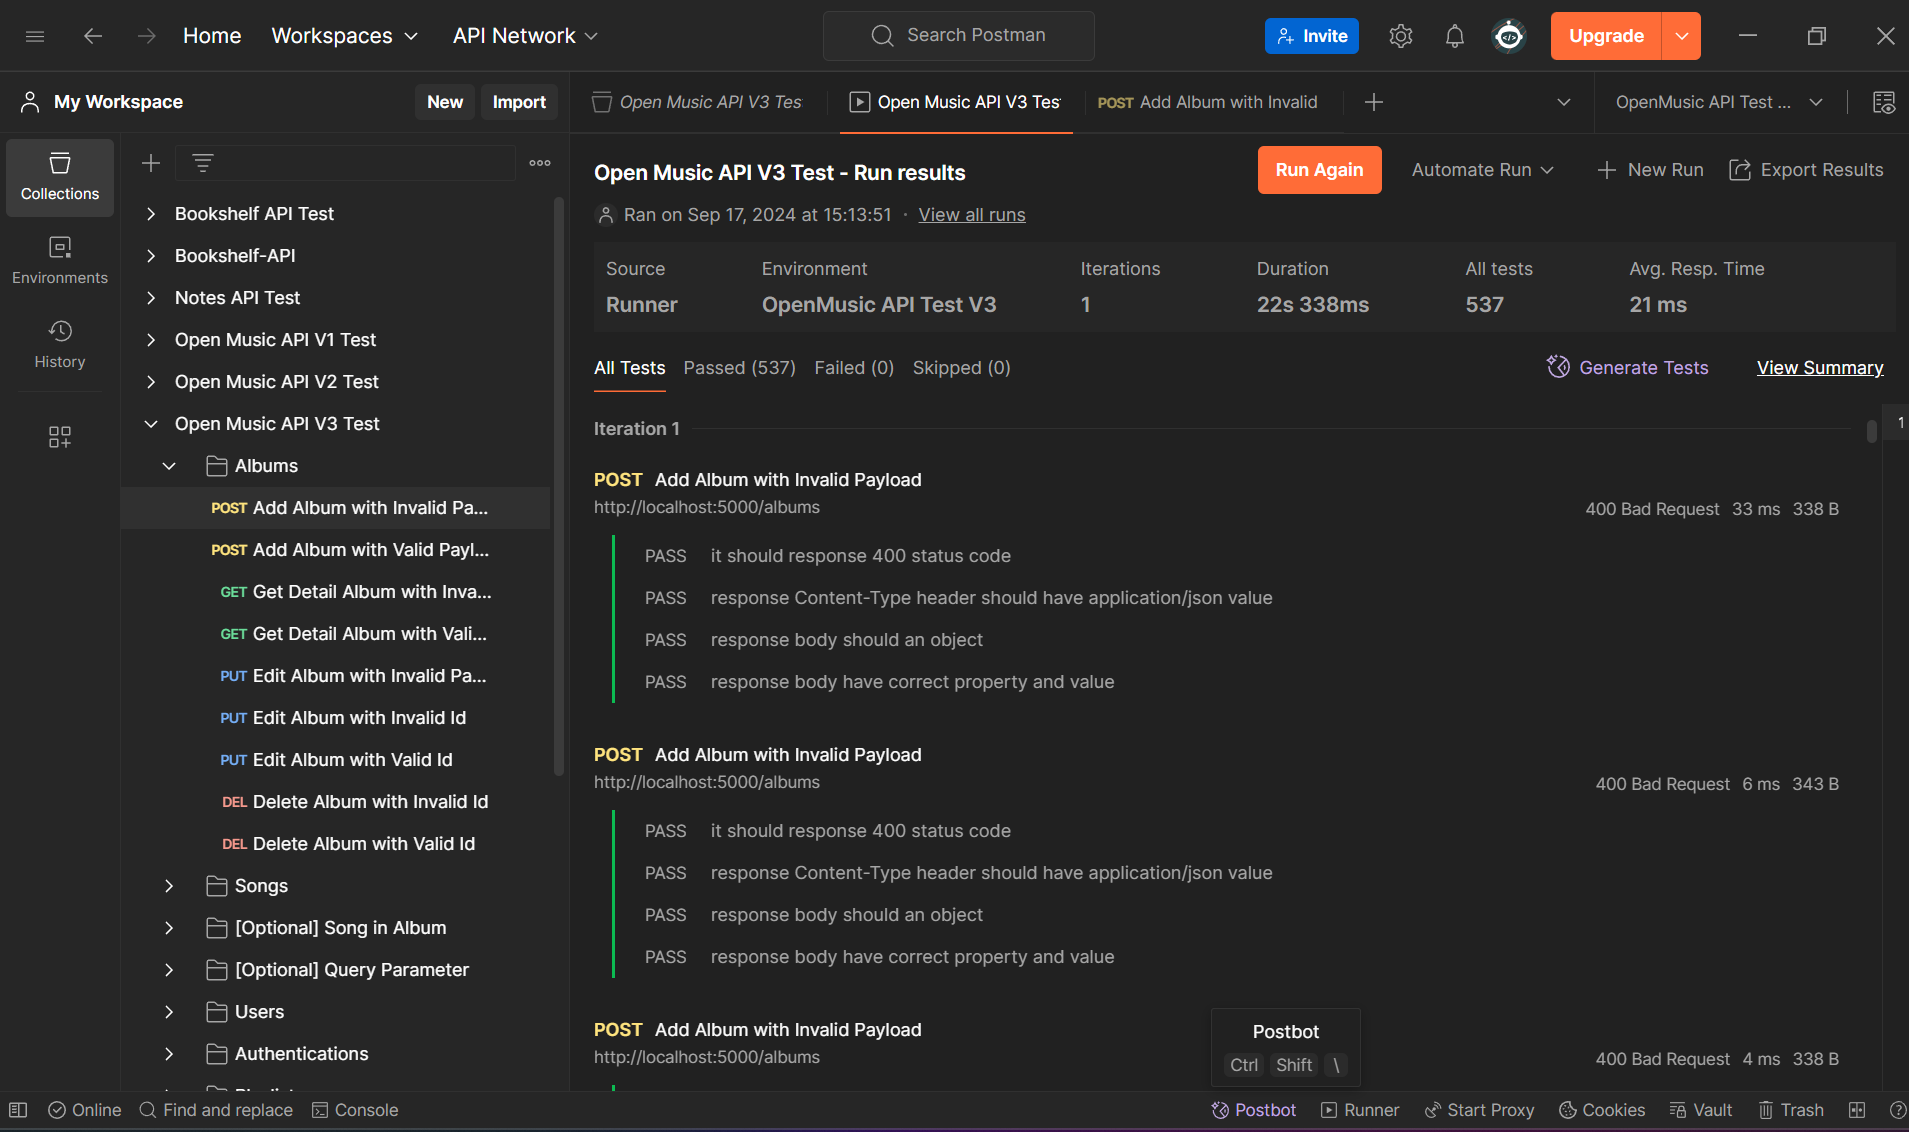 Home Workspaces API Network Search Postman Invite Upgrade
My Workspace New Import
Open Music API V3 Tes Open Music API V3 Tes POST Add Album with Invalid OpenMusic API Test ...
Collections
Environments
History
Bookshelf API Test
Bookshelf-API
Notes API Test
Open Music API V1 Test
Open Music API V2 Test
Open Music API V3 Test
Albums
POST Add Album with Invalid Pa...
POST Add Album with Valid Payl...
GET Get Detail Album with Inva...
GET Get Detail Album with Vali...
PUT Edit Album with Invalid Pa...
PUT Edit Album with Invalid Id
PUT Edit Album with Valid Id
DEL Delete Album with Invalid Id
DEL Delete Album with Valid Id
Songs
[Optional] Song in Album
[Optional] Query Parameter
Users
Authentications
Open Music API V3 Test - Run results
Run Again Automate Run New Run Export Results
Ran on Sep 17, 2024 at 15:13:51 · View all runs
Source Environment Iterations Duration All tests Avg. Resp. Time
Runner OpenMusic API Test V3 1 22s 338ms 537 21 ms
All Tests Passed (537) Failed (0) Skipped (0) Generate Tests View Summary
Iteration 1
1
POST Add Album with Invalid Payload
http://localhost:5000/albums
400 Bad Request 33 ms 338 B
PASS it should response 400 status code
PASS response Content-Type header should have application/json value
PASS response body should an object
PASS response body have correct property and value
POST Add Album with Invalid Payload
http://localhost:5000/albums
400 Bad Request 6 ms 343 B
PASS it should response 400 status code
PASS response Content-Type header should have application/json value
PASS response body should an object
PASS response body have correct property and value
POST Add Album with Invalid Payload
http://localhost:5000/albums
400 Bad Request 4 ms 338 B
Postbot
Ctrl Shift \
Online Find and replace Console Postbot Runner Start Proxy Cookies Vault Trash